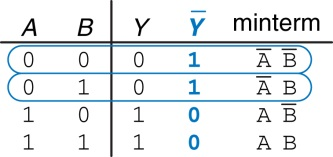 A B Y Y̅ minterm
0 0 0 1 A̅ B̅
0 1 0 1 A̅ B̅
1 0 1 0 A B̅
1 1 1 0 A B